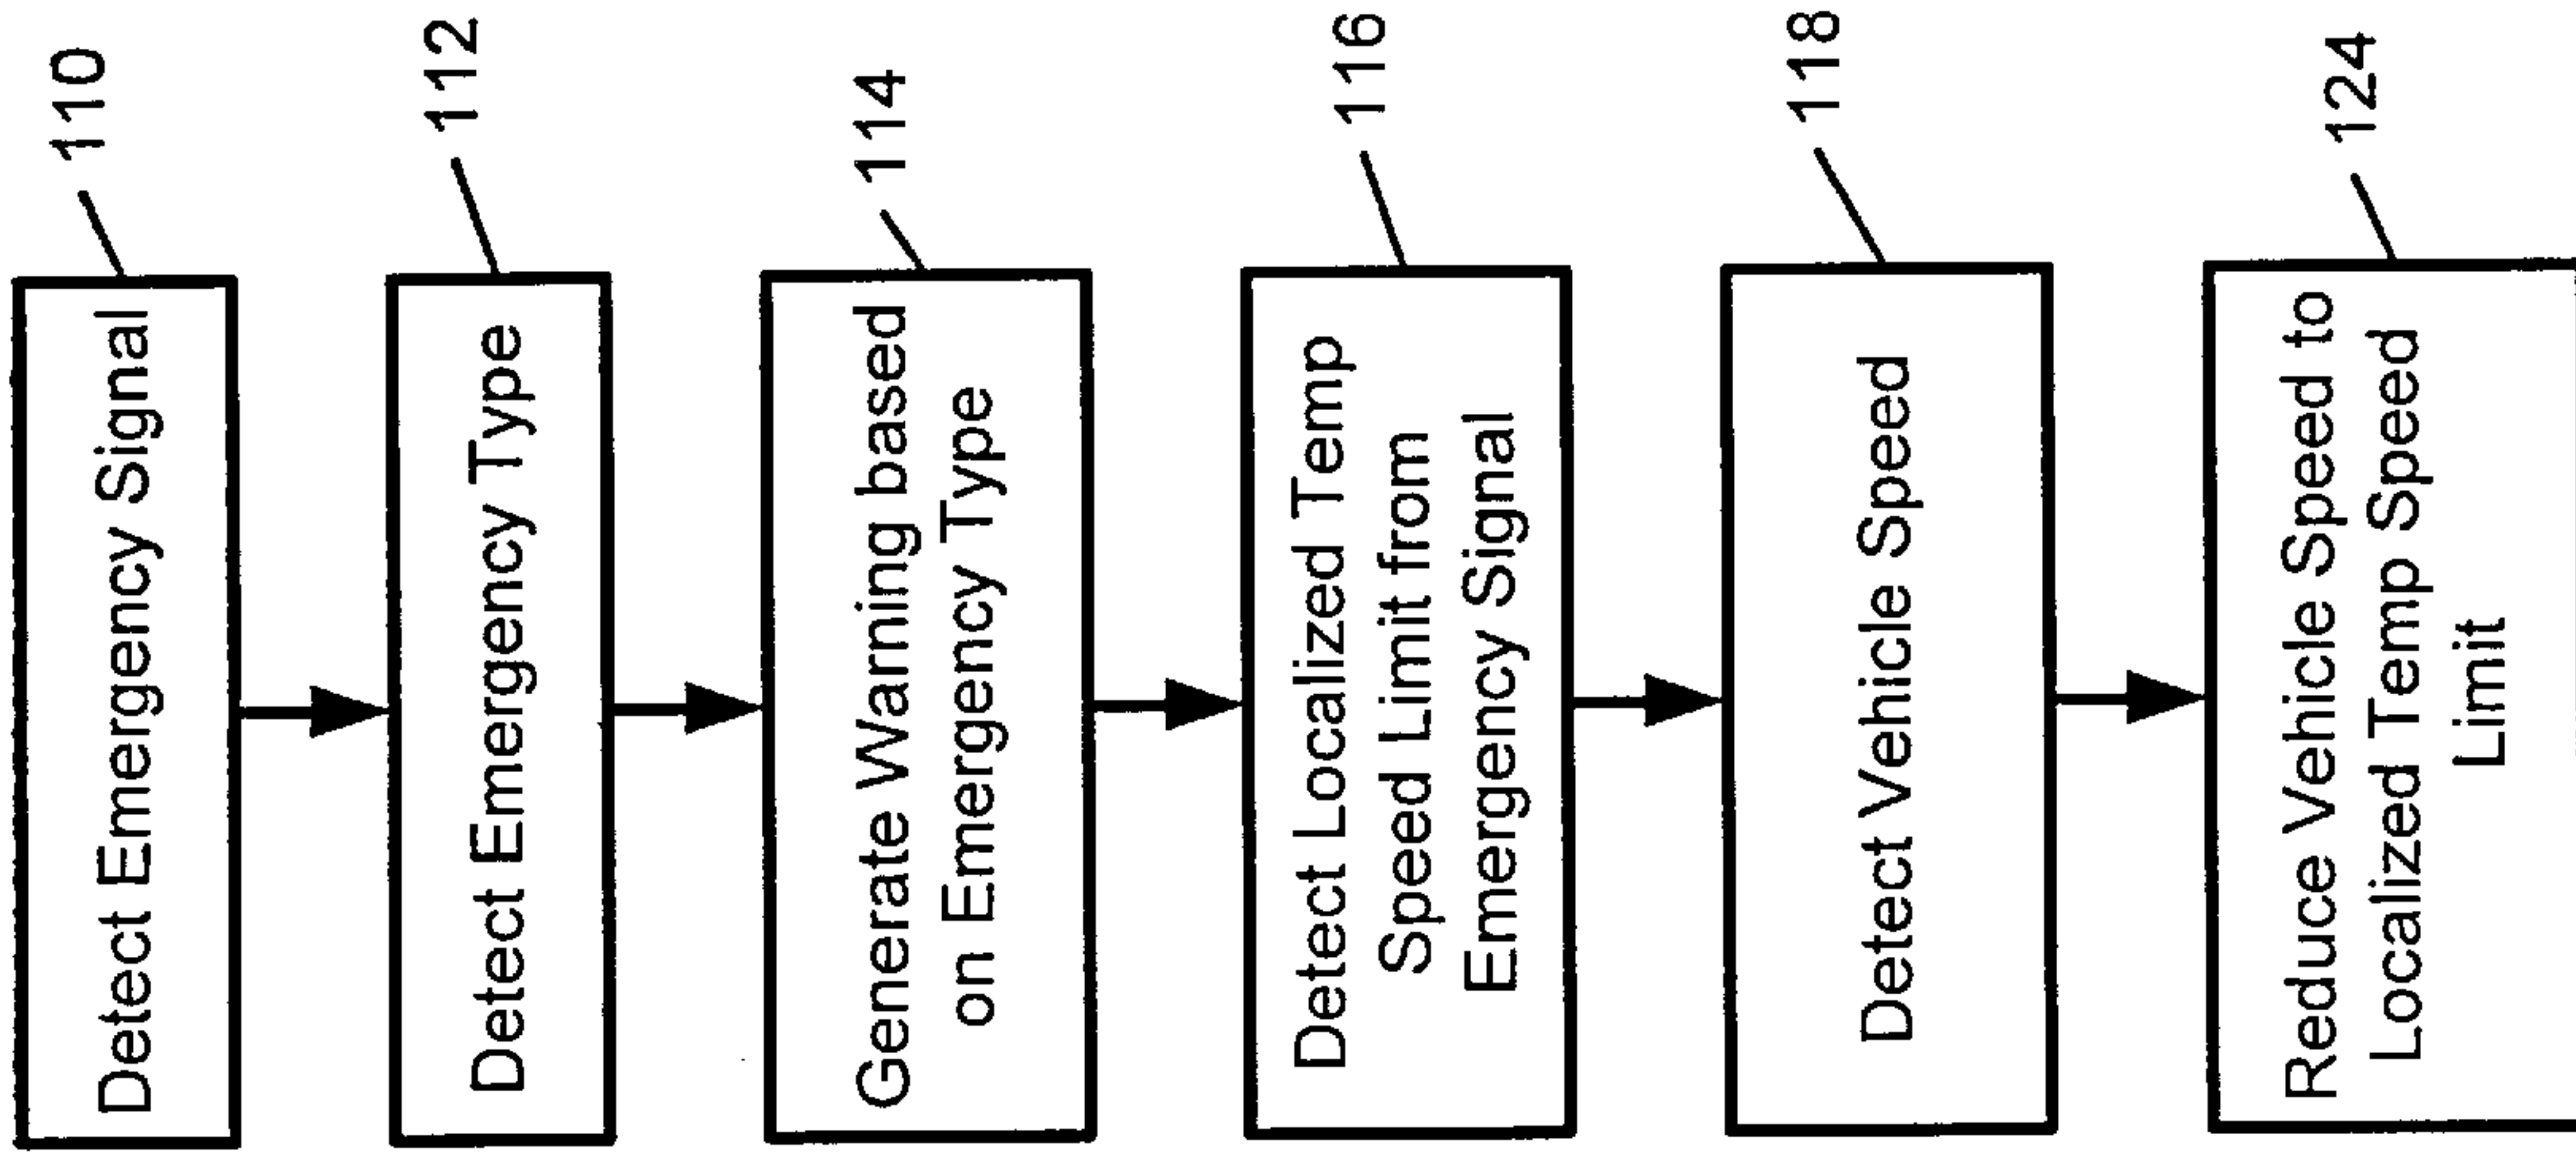 110
Detect Emergency Signal
112
Detect Emergency Type
114
Generate Warning based
on Emergency Type
116
Detect Localized Temp
Speed Limit from
Emergency Signal
118
Detect Vehicle Speed
124
Reduce Vehicle Speed to
Localized Temp Speed
Limit